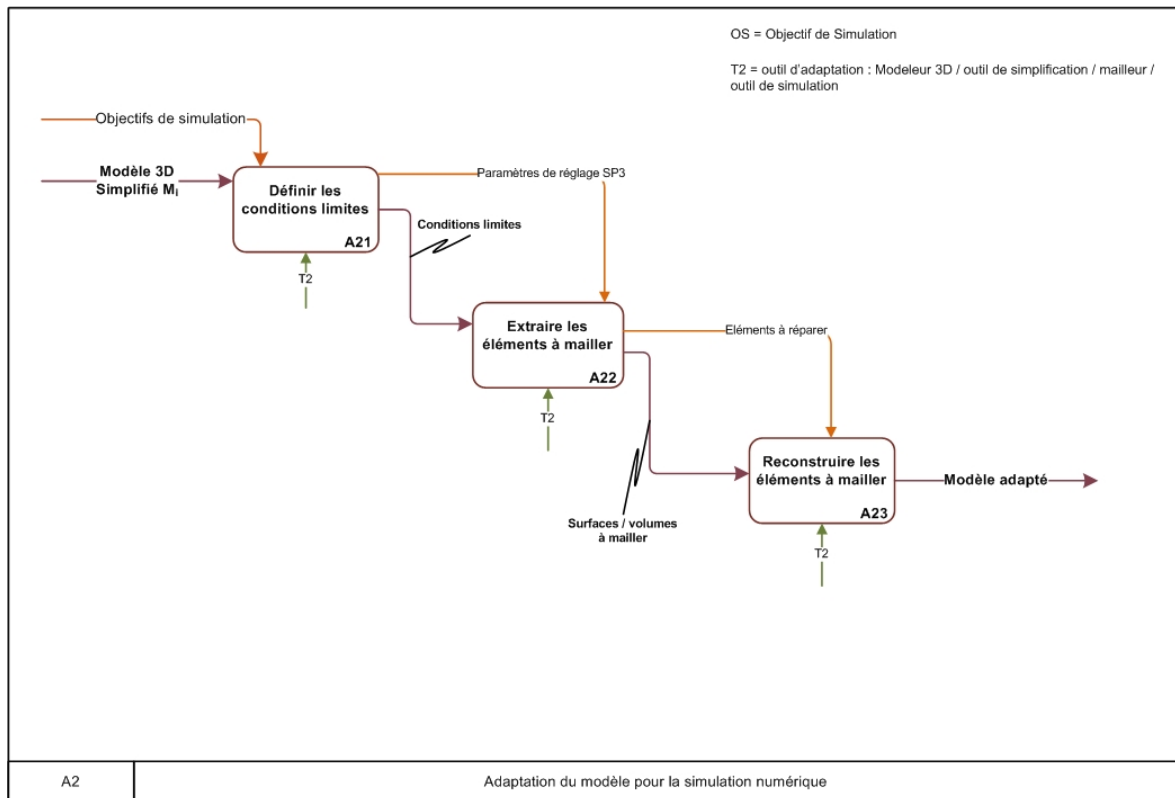 OS = Objectif de Simulation
T2 = outil d'adaptation : Modeleur 3D / outil de simplification / mailleur /
outil de simulation
Objectifs de simulation
Modèle 3D
Simplifié Mi
Définir les
conditions limites
A21
T2
Paramètres de réglage SP3
Conditions limites
Extraire les
éléments à mailler
A22
T2
Eléments à réparer
Surfaces / volumes
à mailler
Reconstruire les
éléments à mailler
A23
T2
Modèle adapté
A2
Adaptation du modèle pour la simulation numérique